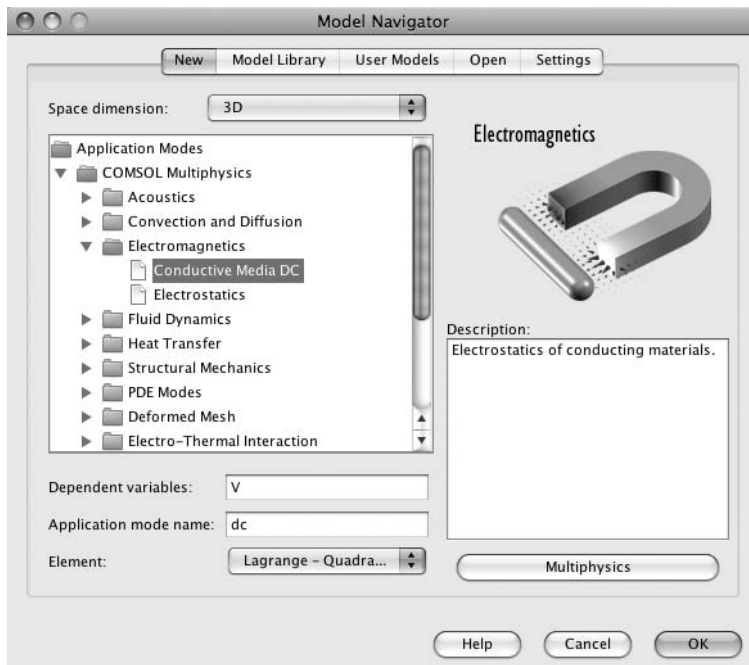 Model Navigator
New
Model Library
User Models
Open
Settings
Space dimension:
3D
Application Modes
COMSOL Multiphysics
Acoustics
Convection and Diffusion
Electromagnetics
Conductive Media DC
Electrostatics
Fluid Dynamics
Heat Transfer
Structural Mechanics
PDE Modes
Deformed Mesh
Electro-Thermal Interaction
Dependent variables:
V
Application mode name:
dc
Element:
Lagrange - Quadra...
Electromagnetics
Description:
Electrostatics of conducting materials.
Multiphysics
Help
Cancel
OK